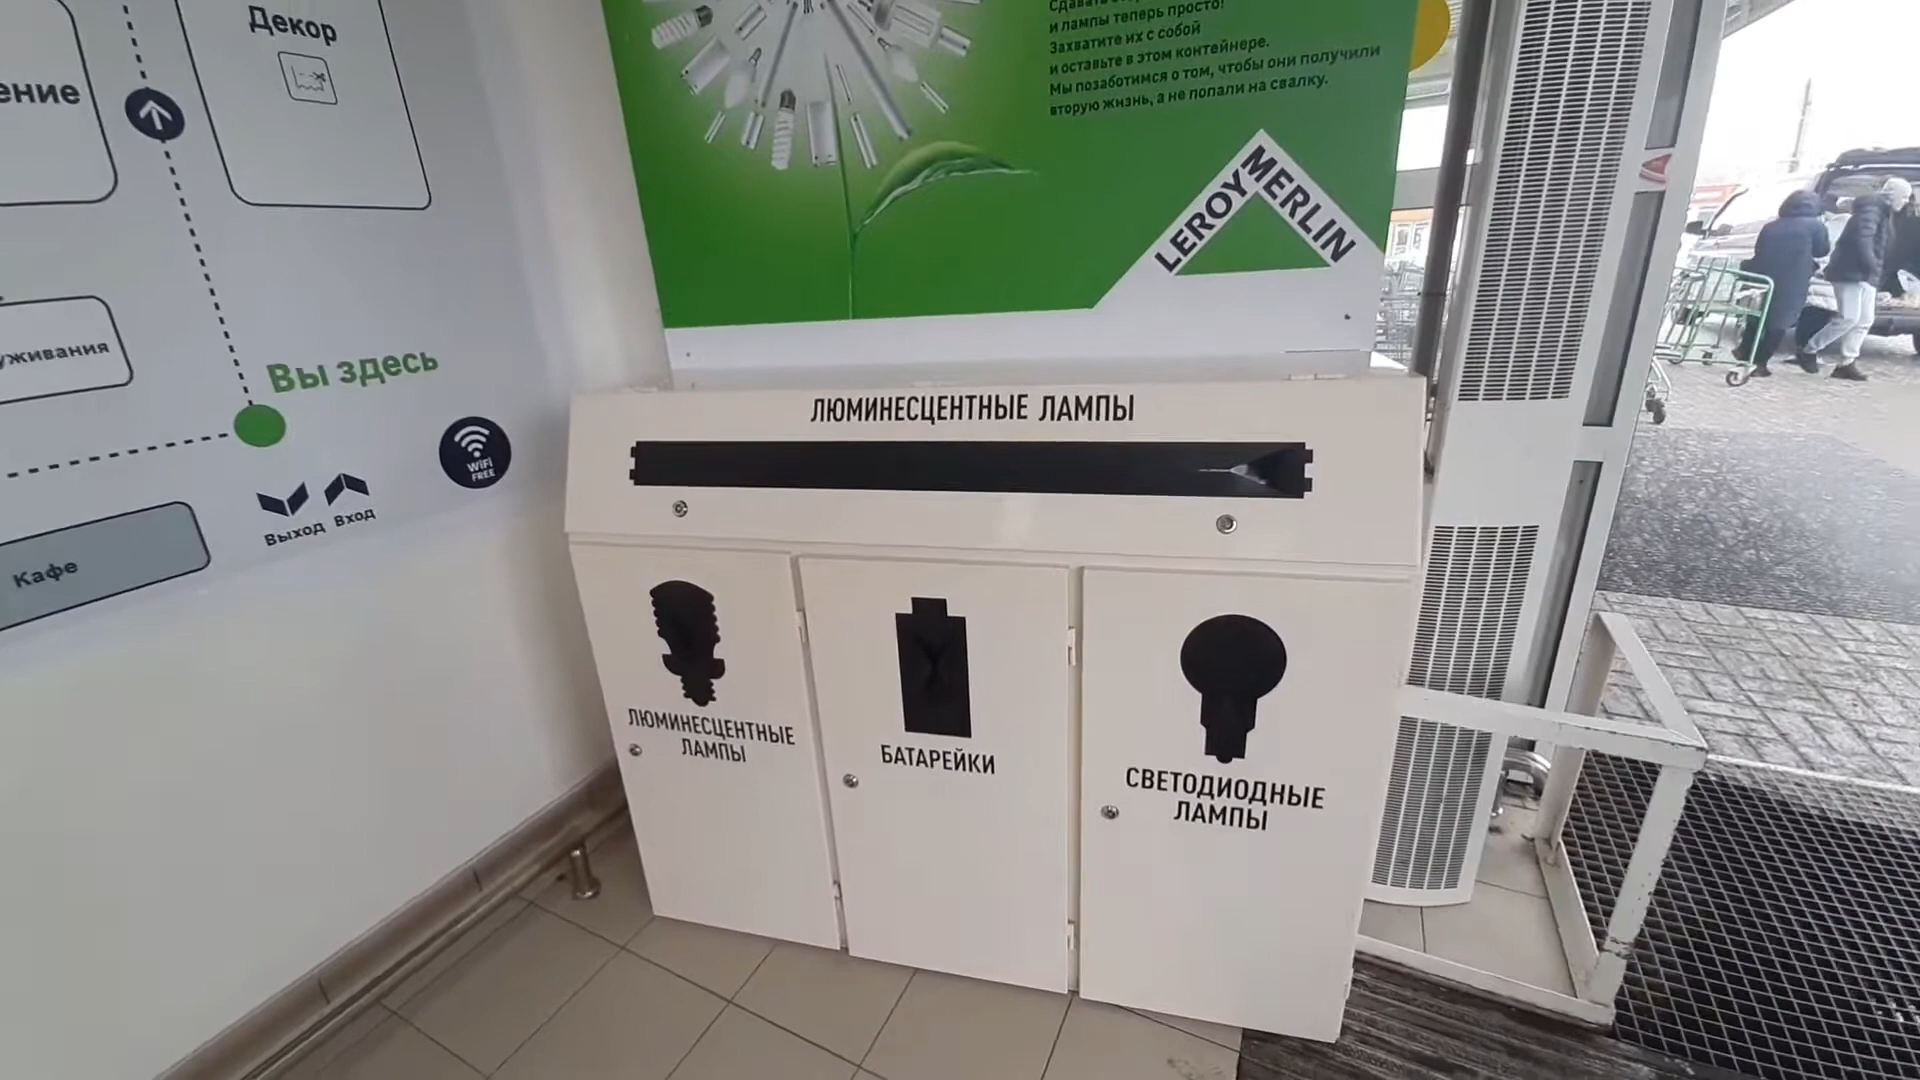 Декор
Вы здесь
Выход
Вход
WiFi
FREE
Кафе
и лампы теперь просто!
Захватите их с собой
и оставьте в этом контейнере.
Мы позаботимся о том, чтобы они получили
вторую жизнь, а не попали на свалку.
LEROY MERLIN
ЛЮМИНЕСЦЕНТНЫЕ ЛАМПЫ
ЛЮМИНЕСЦЕНТНЫЕ
ЛАМПЫ
БАТАРЕЙКИ
СВЕТОДИОДНЫЕ
ЛАМПЫ